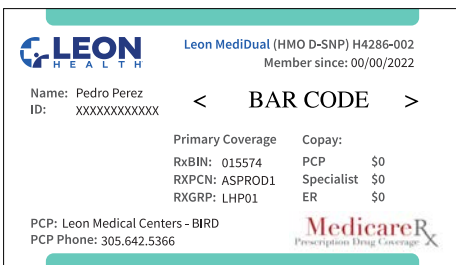 LEON
HEALTH
Leon MediDual (HMO D-SNP) H4286-002
Member since: 00/00/2022
Name: Pedro Perez
ID: XXXXXXXXXXXX
< BAR CODE >
Primary Coverage Copay:
RxBIN: 015574 PCP $0
RXPCN: ASPROD1 Specialist $0
RXGRP: LHP01 ER $0
PCP: Leon Medical Centers - BIRD
PCP Phone: 305.642.5366
MedicareRx
Prescription Drug Coverage